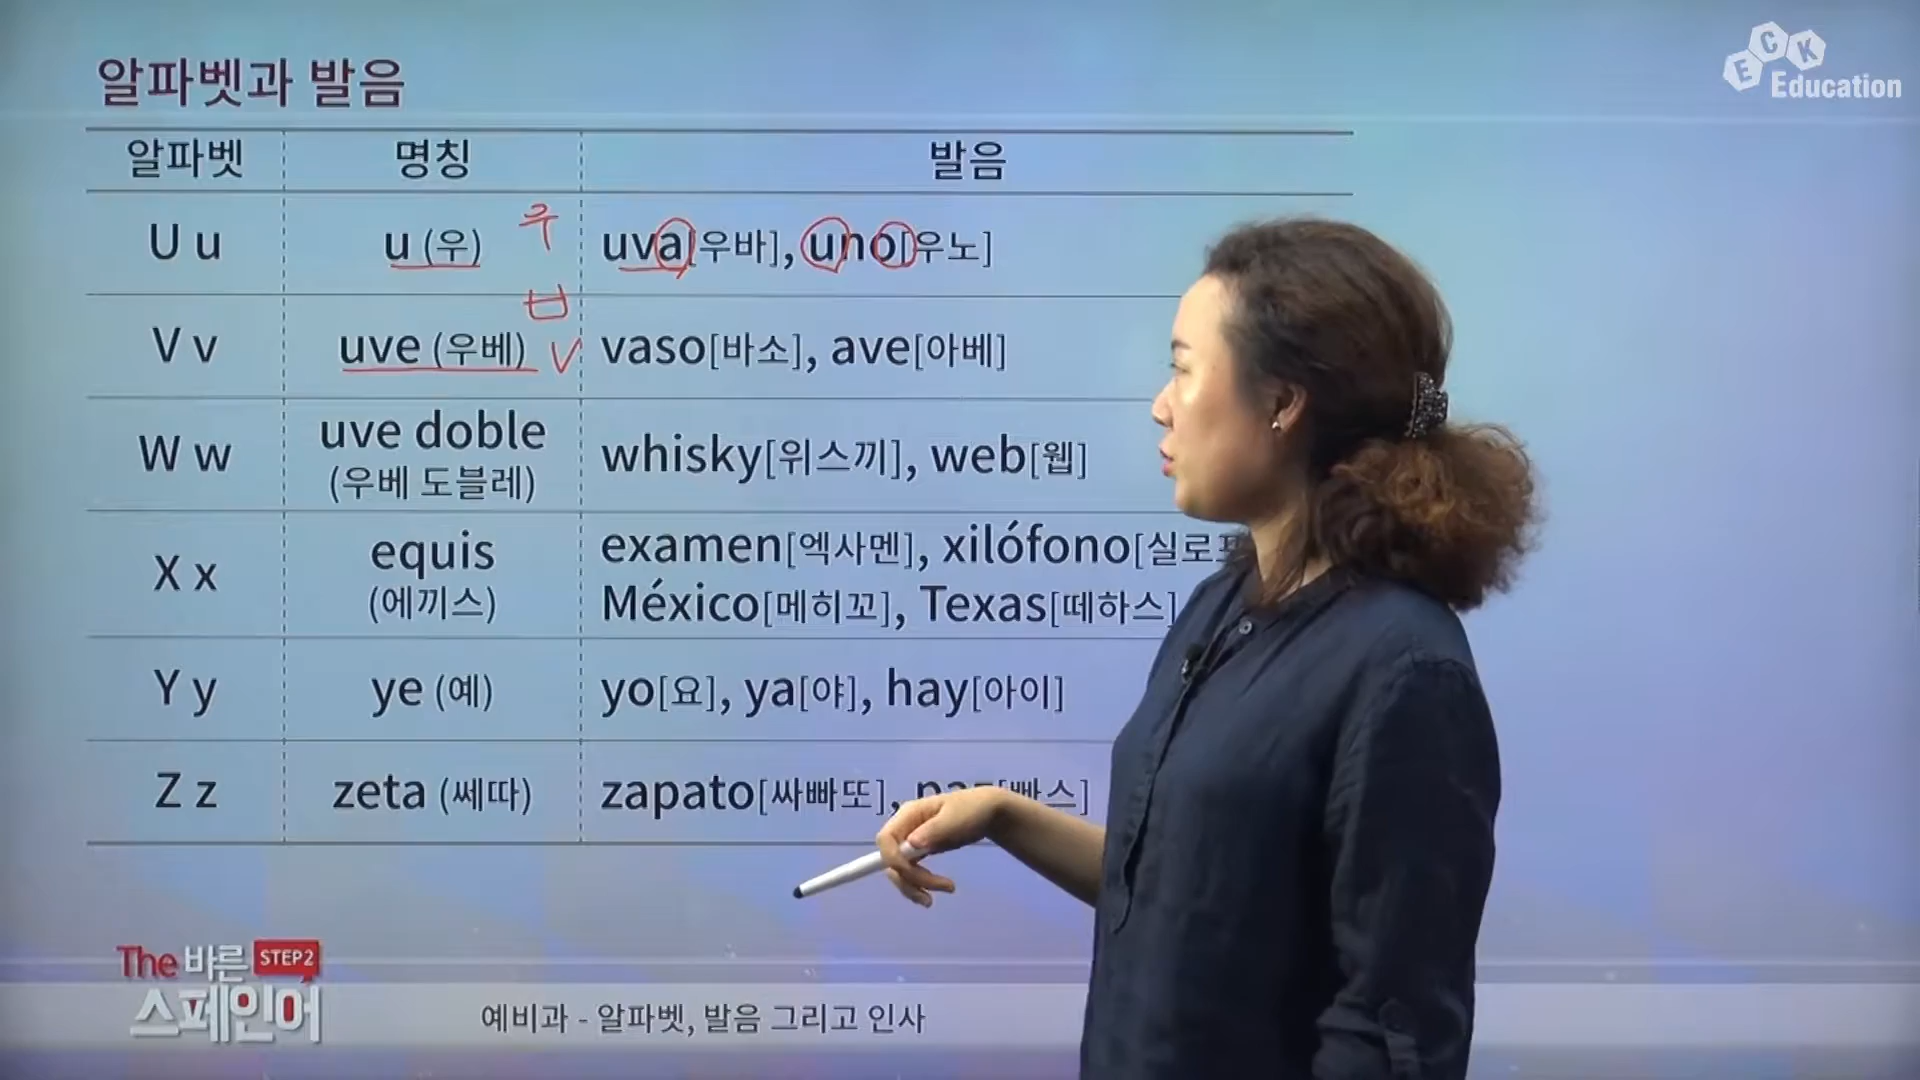 ECK
Education
알파벳과 발음
알파벳 명칭 발음
U u u (우) 우 uva[우바], uno[우노]
ㅂ
V v uve (우베) V vaso[바소], ave[아베]
W w uve doble
(우베 도블레) whisky[위스끼], web[웹]
X x equis
(에끼스) examen[엑사멘], xilófono[실로
México[메히꼬], Texas[떼하스]
Y y ye (예) yo[요], ya[야], hay[아이]
Z z zeta (쎄따) zapato[싸빠또], paz[빠스]
The 바른 STEP2
스페인어
예비과 - 알파벳, 발음 그리고 인사